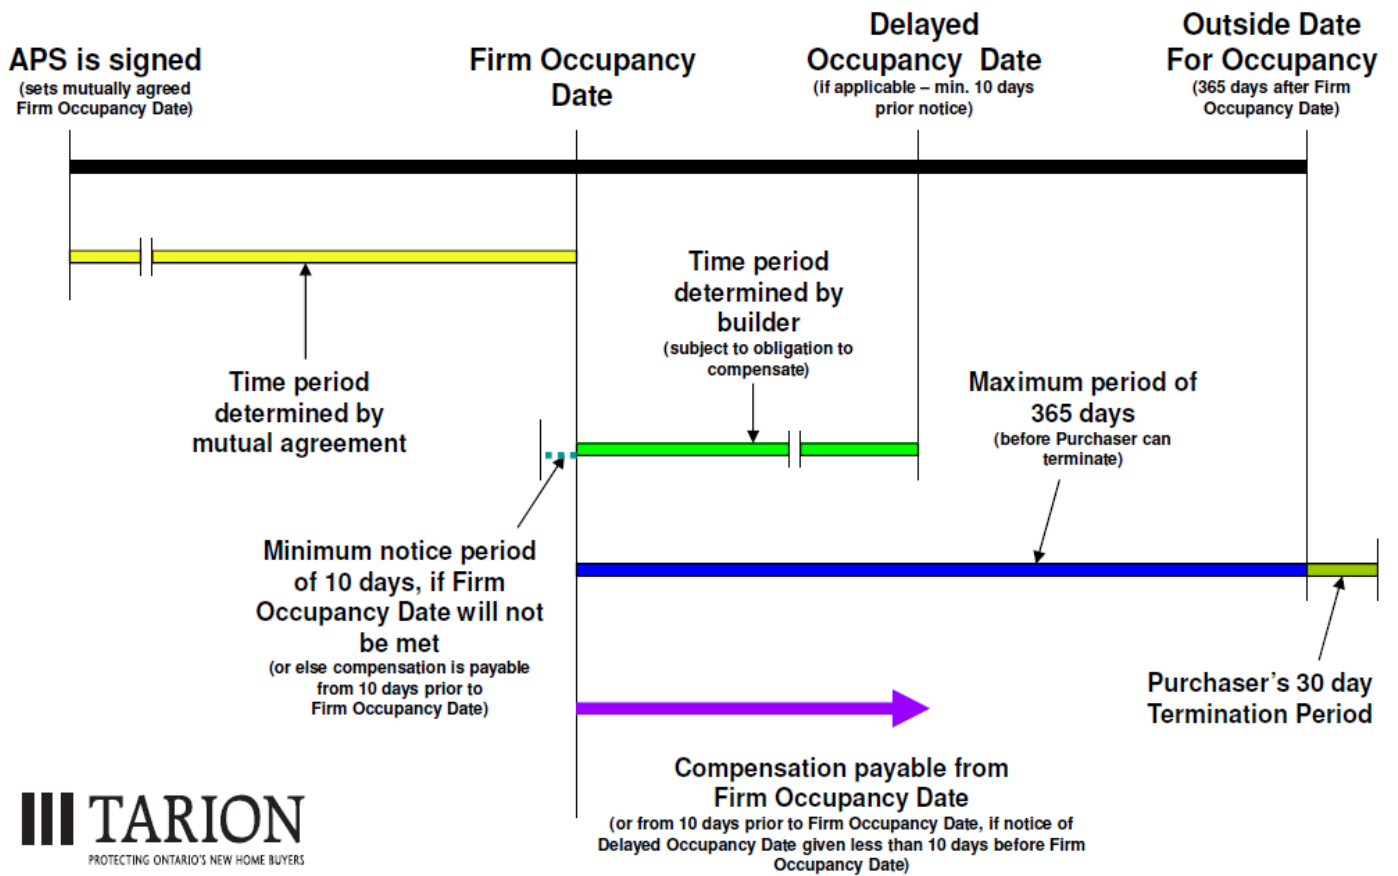 APS is signed
(sets mutually agreed
Firm Occupancy Date)
Firm Occupancy
Date
Delayed
Occupancy Date
(if applicable – min. 10 days
prior notice)
Outside Date
For Occupancy
(365 days after Firm
Occupancy Date)
Time period
determined by
mutual agreement
Time period
determined by
builder
(subject to obligation to
compensate)
Maximum period of
365 days
(before Purchaser can
terminate)
Minimum notice period
of 10 days, if Firm
Occupancy Date will not
be met
(or else compensation is payable
from 10 days prior to
Firm Occupancy Date)
Purchaser's 30 day
Termination Period
Compensation payable from
Firm Occupancy Date
(or from 10 days prior to Firm Occupancy Date, if notice of
Delayed Occupancy Date given less than 10 days before Firm
Occupancy Date)
TARION
PROTECTING ONTARIO'S NEW HOME BUYERS